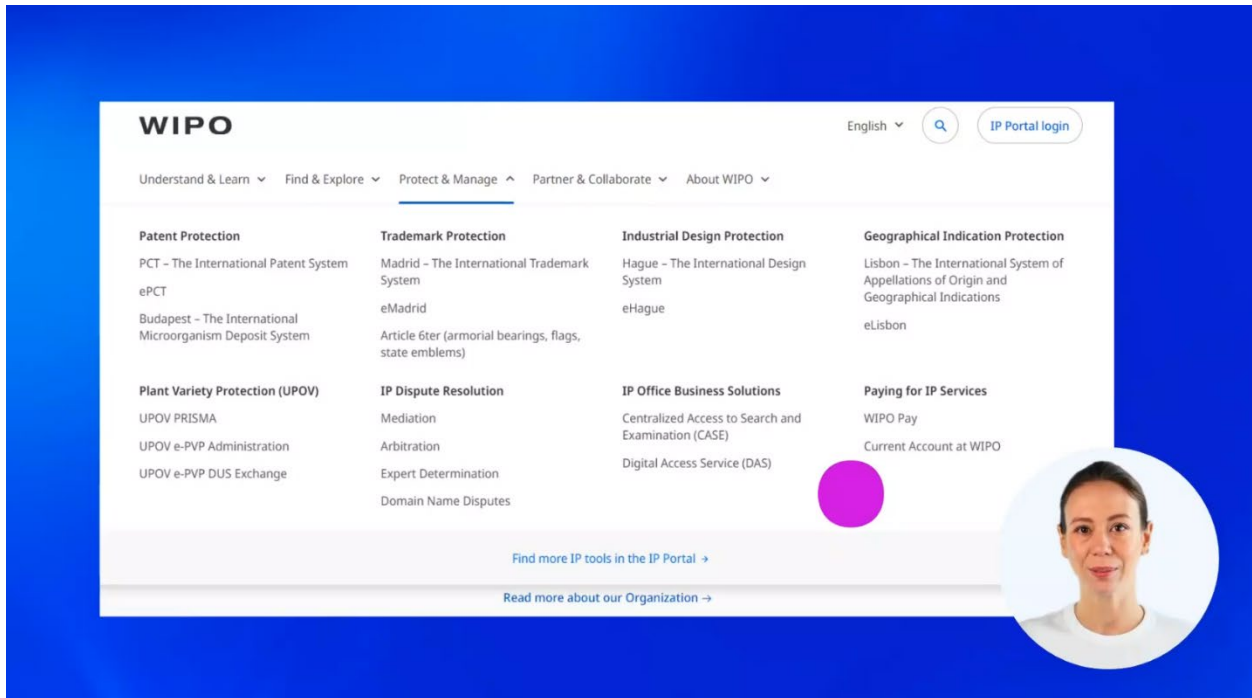 WIPO
English
IP Portal login
Understand & Learn
Find & Explore
Protect & Manage
Partner & Collaborate
About WIPO
Patent Protection
PCT – The International Patent System
ePCT
Budapest – The International
Microorganism Deposit System
Trademark Protection
Madrid – The International Trademark
System
eMadrid
Article 6ter (armorial bearings, flags,
state emblems)
Industrial Design Protection
Hague – The International Design
System
eHague
Geographical Indication Protection
Lisbon – The International System of
Appellations of Origin and
Geographical Indications
eLisbon
Plant Variety Protection (UPOV)
UPOV PRISMA
UPOV e-PVP Administration
UPOV e-PVP DUS Exchange
IP Dispute Resolution
Mediation
Arbitration
Expert Determination
Domain Name Disputes
IP Office Business Solutions
Centralized Access to Search and
Examination (CASE)
Digital Access Service (DAS)
Paying for IP Services
WIPO Pay
Current Account at WIPO
Find more IP tools in the IP Portal →
Read more about our Organization →